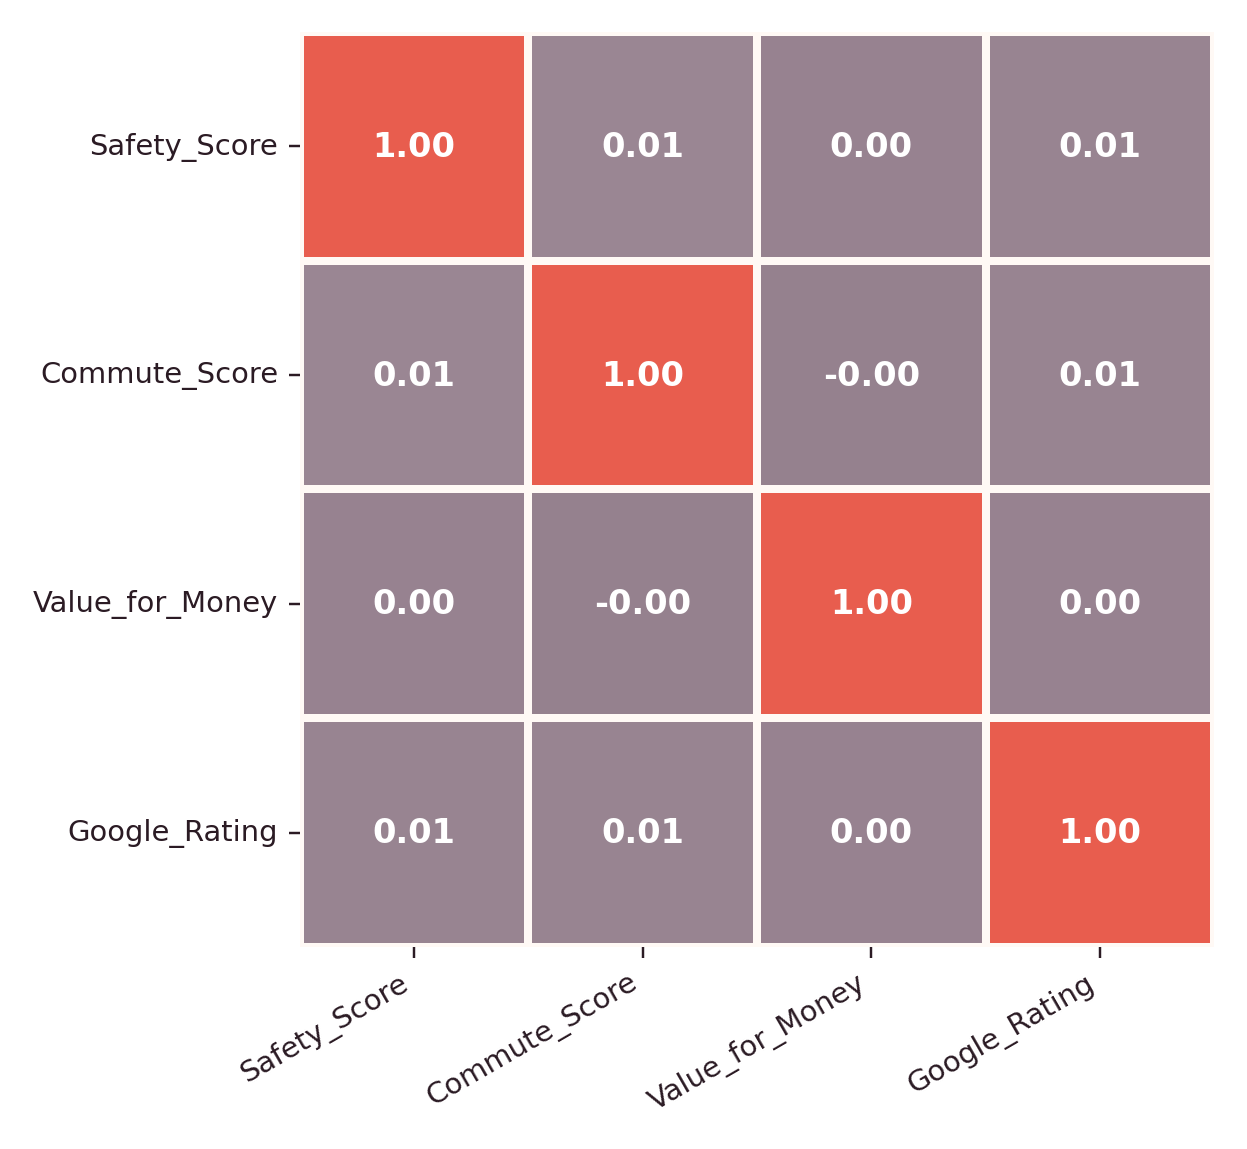 Safety_Score 1.00 0.01 0.00 0.01
Commute_Score 0.01 1.00 -0.00 0.01
Value_for_Money 0.00 -0.00 1.00 0.00
Google_Rating 0.01 0.01 0.00 1.00
Safety_Score Commute_Score Value_for_Money Google_Rating